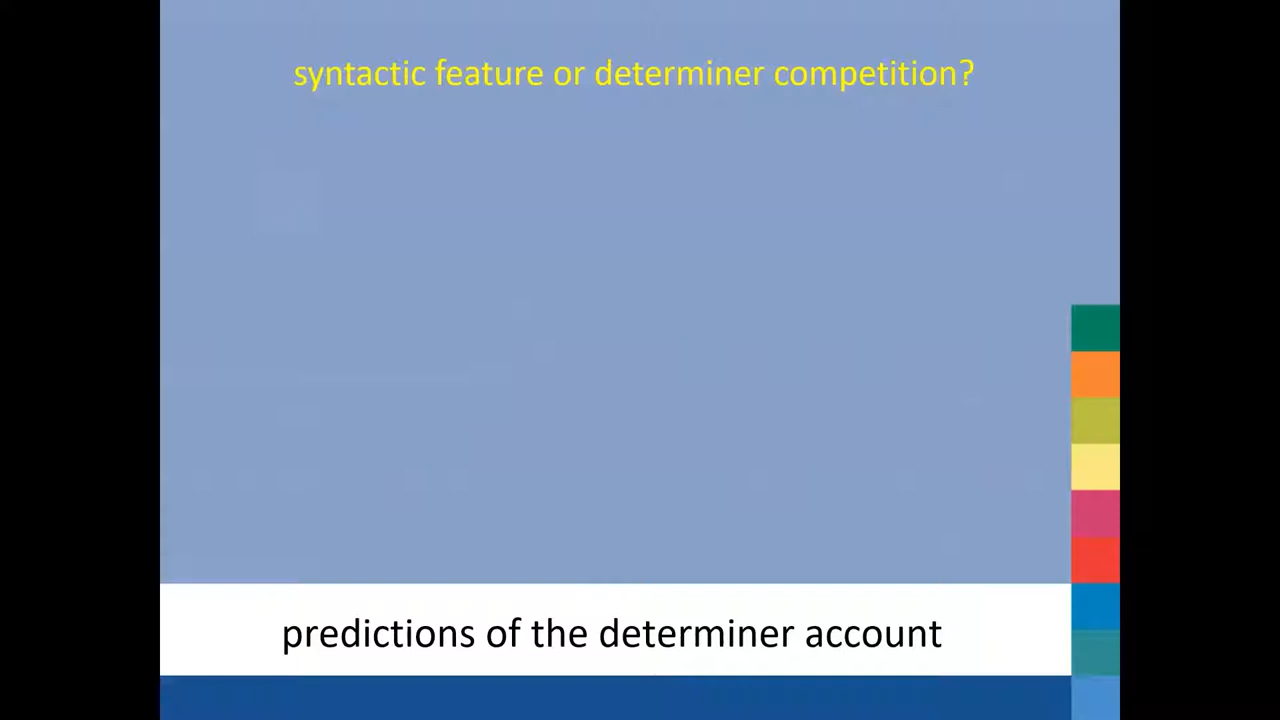 syntactic feature or determiner competition?
predictions of the determiner account